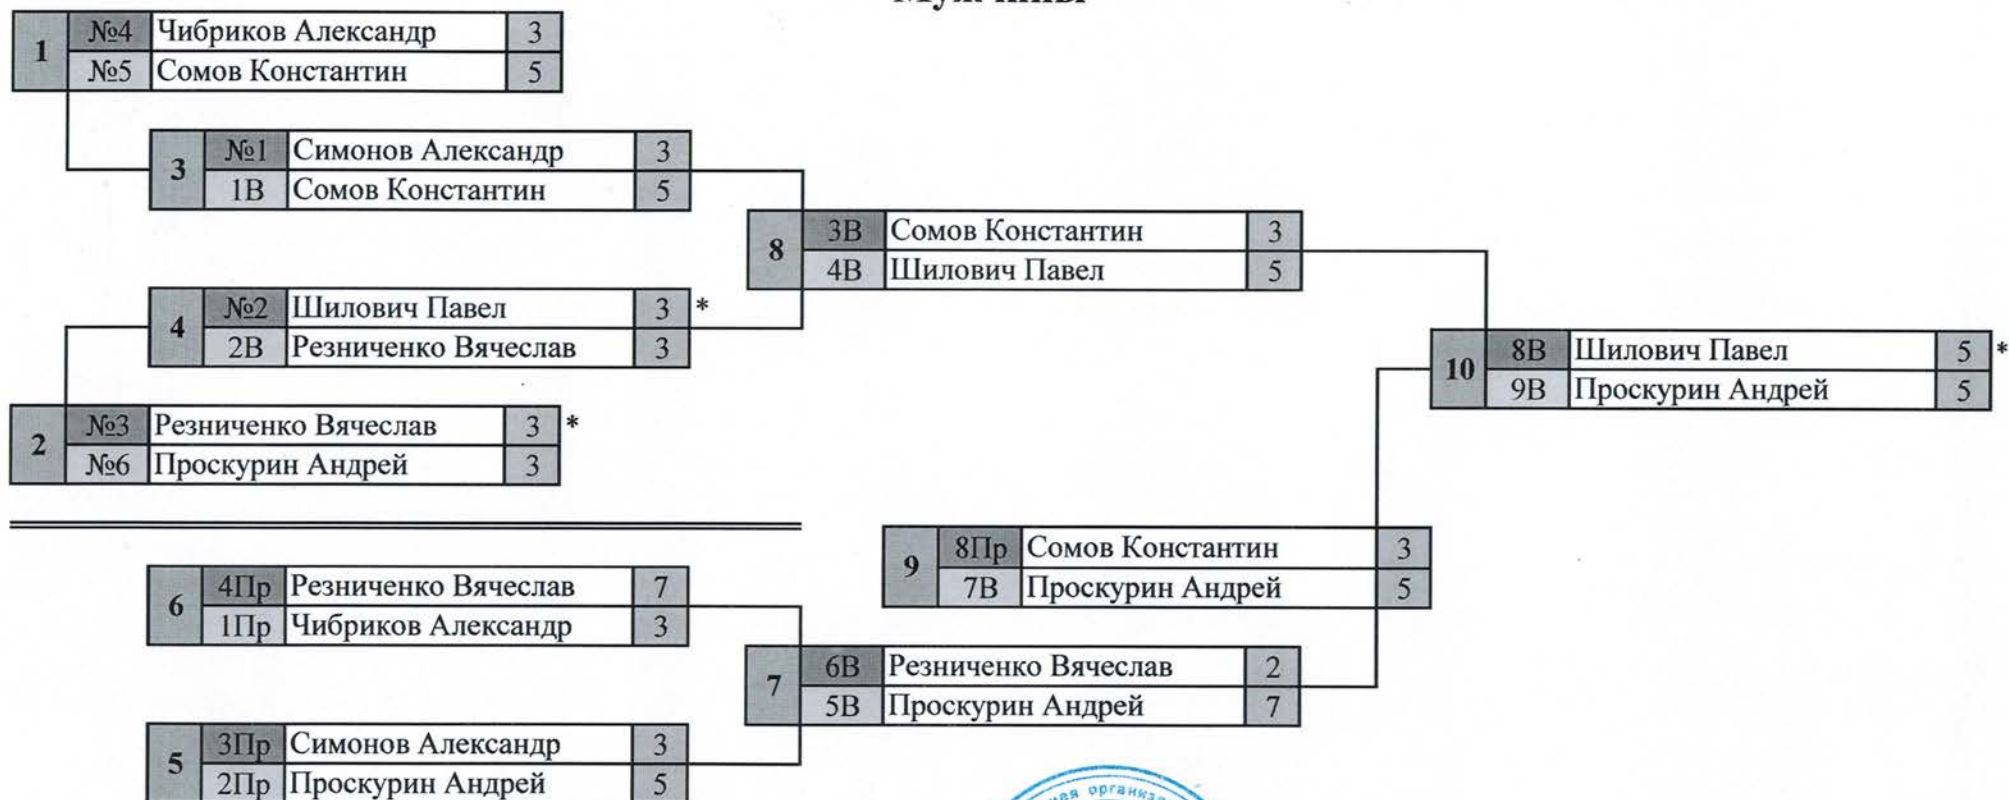 Мужчины
1
№4 Чибриков Александр 3
№5 Сомов Константин 5
3
№1 Симонов Александр 3
1В Сомов Константин 5
8
3В Сомов Константин 3
4В Шилович Павел 5
4
№2 Шилович Павел 3 *
2В Резниченко Вячеслав 3
10
8В Шилович Павел 5 *
9В Проскурин Андрей 5
2
№3 Резниченко Вячеслав 3 *
№6 Проскурин Андрей 3
9
8Пр Сомов Константин 3
7В Проскурин Андрей 5
6
4Пр Резниченко Вячеслав 7
1Пр Чибриков Александр 3
7
6В Резниченко Вячеслав 2
5В Проскурин Андрей 7
5
3Пр Симонов Александр 3
2Пр Проскурин Андрей 5